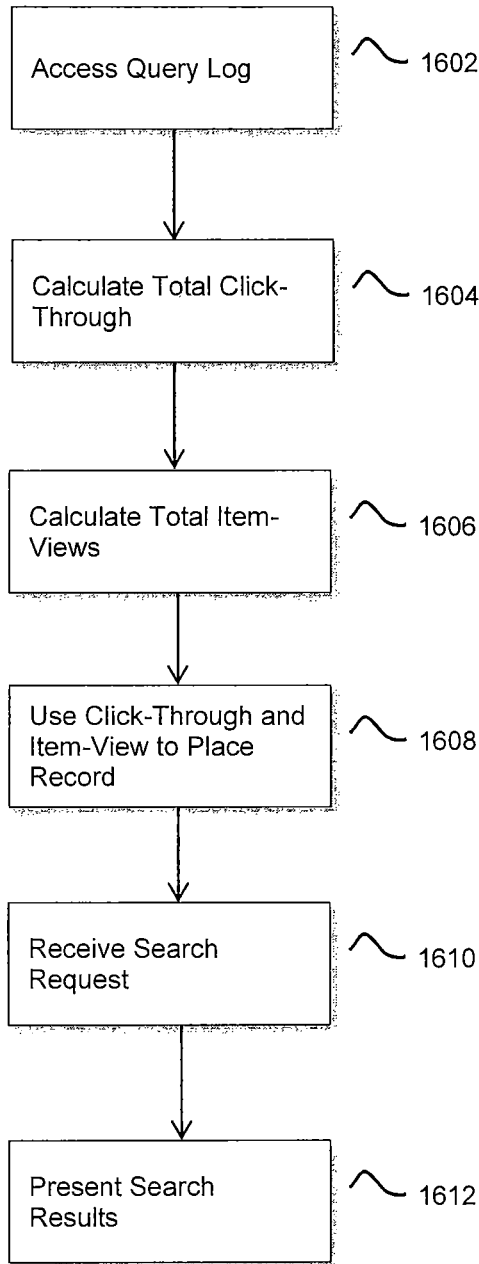 Access Query Log
1602
Calculate Total Click-
Through
1604
Calculate Total Item-
Views
1606
Use Click-Through and
Item-View to Place
Record
1608
Receive Search
Request
1610
Present Search
Results
1612